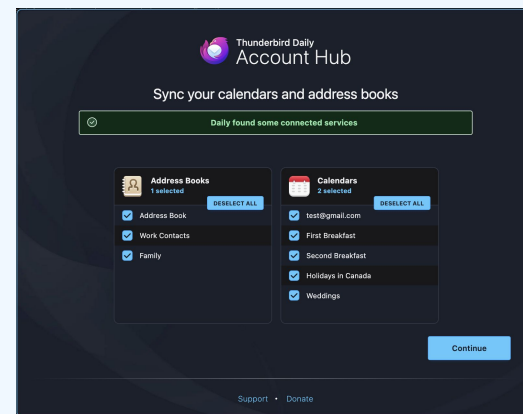 Thunderbird Daily
Account Hub
Sync your calendars and address books
Daily found some connected services
Address Books
1 selected
DESELECT ALL
Address Book
Work Contacts
Family
Calendars
2 selected
DESELECT ALL
test@gmail.com
First Breakfast
Second Breakfast
Holidays in Canada
Weddings
Continue
Support • Donate